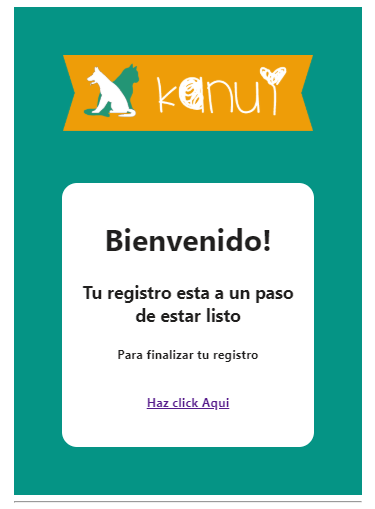 kanuy
Bienvenido!
Tu registro esta a un paso
de estar listo
Para finalizar tu registro
Haz click Aqui